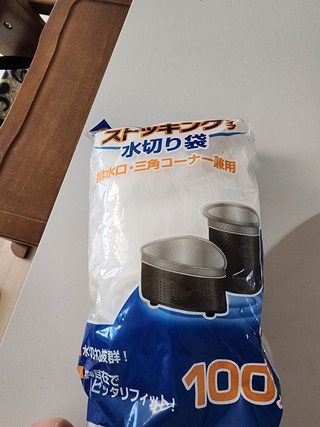 ストッキングタイプ
水切り袋
排水口・三角コーナー兼用
水切れ抜群!
ピッタリフィット!
100